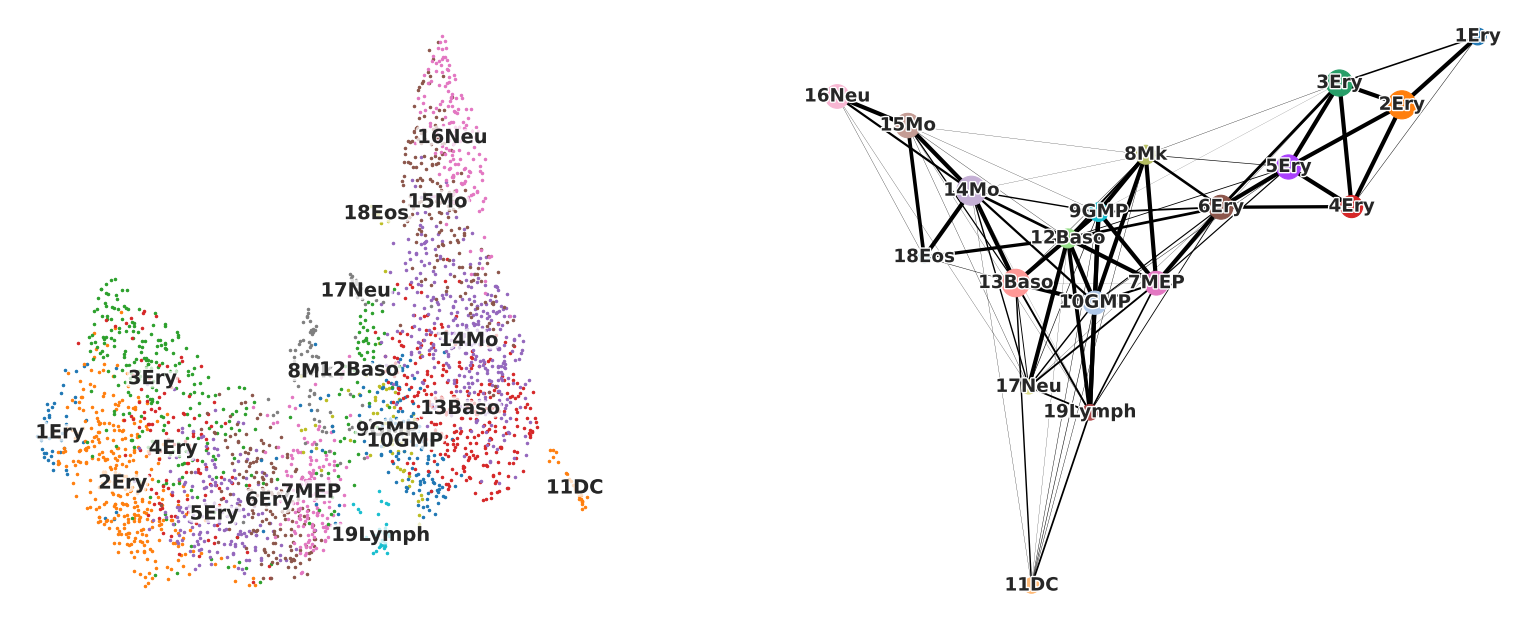 16Neu
15Mo
18Eos
17Neu
14Mo
8M
12Baso
3Ery
13Baso
9GMP
10GMP
1Ery
4Ery
2Ery
7MEP
6Ery
5Ery
11DC
19Lymph
1Ery
3Ery
2Ery
16Neu
15Mo
8Mk
5Ery
14Mo
9GMP
6Ery
4Ery
12Baso
18Eos
13Baso
7MEP
10GMP
17Neu
19Lymph
11DC